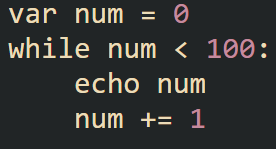 var num = 0
while num < 100:
    echo num
    num += 1